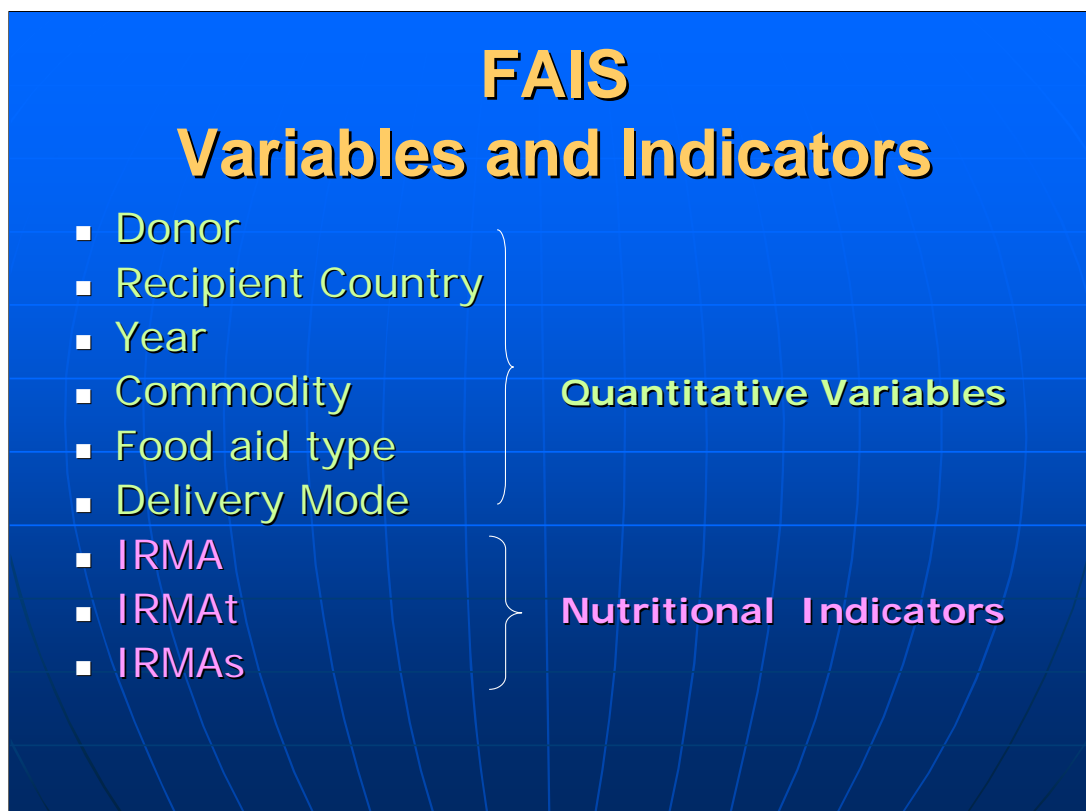 FAIS
Variables and Indicators
Donor
Recipient Country
Year
Commodity
Food aid type
Delivery Mode
Quantitative Variables
IRMA
IRMAt
IRMAs
Nutritional Indicators